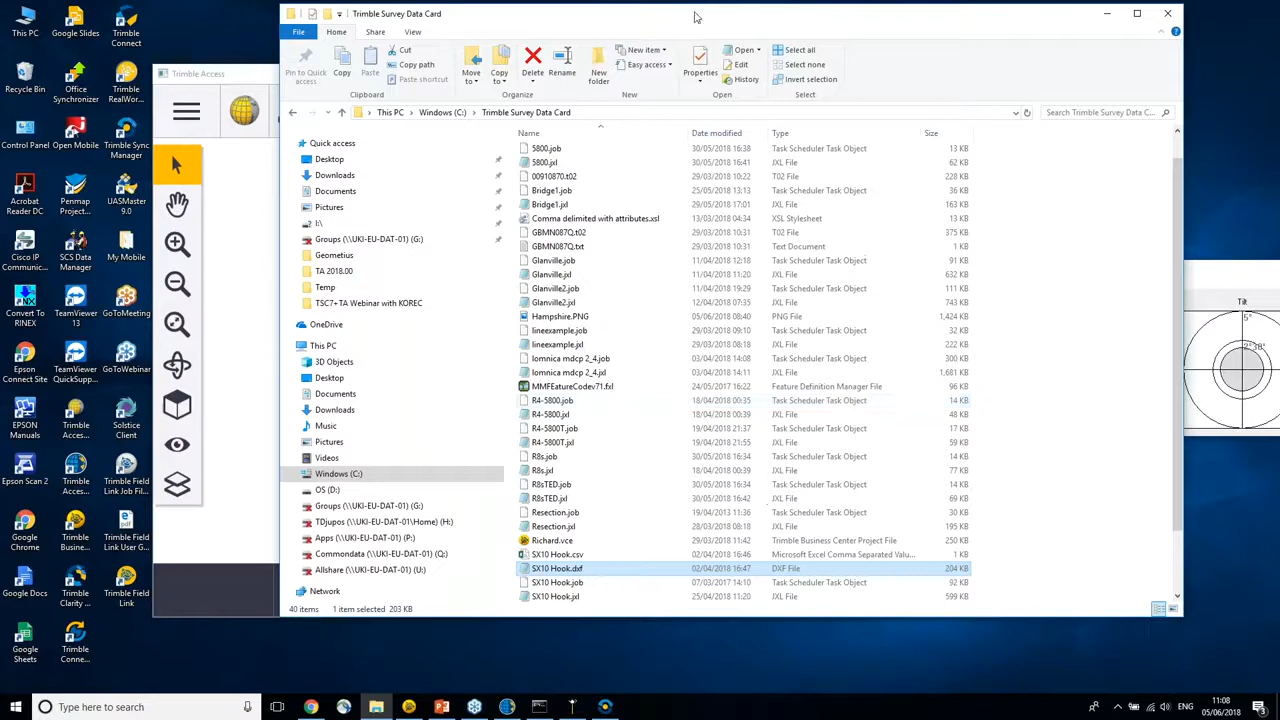 This PC
Google Slides
Trimble Connect
Recycle Bin
Office Synchronizer
Trimble RealWor...
Control Panel
Open Mobile
Trimble Sync Manager
Acrobat Reader DC
Penmap Project ...
UASMaster 9.0
Cisco IP Communic...
SCS Data Manager
My Mobile
Convert To RINEX
TeamViewer 13
GoToMeeting
Epson Connect Site
TeamViewer QuickSupp...
GoToWebinar
EPSON Manuals
Trimble Access
Solstice Client
Epson Scan 2
Trimble Acces...
Trimble Field Link Job Fil...
Google Chrome
Trimble Busine...
Trimble Field Link User G...
Google Docs
Trimble Clarity ...
Trimble Field Link
Google Sheets
Trimble Conne...
Trimble Access
Trimble Survey Data Card
File Home Share View
Pin to Quick access
Copy
Paste
Cut
Copy path
Paste shortcut
Clipboard
Move to
Copy to
Delete
Rename
Organize
New folder
New item
Easy access
New
Properties
Open
Edit
History
Open
Select all
Select none
Invert selection
Select
This PC > Windows (C:) > Trimble Survey Data Card
Search Trimble Survey Data C...
Quick access
Desktop
Downloads
Documents
Pictures
I:\
Groups (\\UKI-EU-DAT-01) (G:)
Geometius
TA 2018.00
Temp
TSC7+TA Webinar with KOREC
OneDrive
This PC
3D Objects
Desktop
Documents
Downloads
Music
Pictures
Videos
Windows (C:)
OS (D:)
Groups (\\UKI-EU-DAT-01) (G:)
TDjupos (\\UKI-EU-DAT-01\Home) (H:)
Apps (\\UKI-EU-DAT-01) (P:)
Commondata (\\UKI-EU-DAT-01) (Q:)
Allshare (\\UKI-EU-DAT-01) (U:)
Network
Name Date modified Type Size
5800.job 30/05/2018 16:38 Task Scheduler Task Object 13 KB
5800.jxl 30/05/2018 16:41 JXL File 62 KB
00910870.t02 29/03/2018 10:22 T02 File 228 KB
Bridge1.job 25/05/2018 13:13 Task Scheduler Task Object 36 KB
Bridge1.jxl 29/05/2018 17:01 JXL File 163 KB
Comma delimited with attributes.xsl 13/03/2018 04:34 XSL Stylesheet 13 KB
GBMN087Q.t02 29/03/2018 10:31 T02 File 375 KB
GBMN087Q.txt 29/03/2018 10:31 Text Document 1 KB
Glanville.job 11/04/2018 12:18 Task Scheduler Task Object 91 KB
Glanville.jxl 11/04/2018 11:20 JXL File 632 KB
Glanville2.job 11/04/2018 19:29 Task Scheduler Task Object 111 KB
Glanville2.jxl 12/04/2018 07:35 JXL File 743 KB
Hampshire.PNG 05/06/2018 08:40 PNG File 1,424 KB
lineexample.job 28/03/2018 09:10 Task Scheduler Task Object 32 KB
lineexample.jxl 28/03/2018 08:18 JXL File 222 KB
lomnica mdcp 2_4.job 03/04/2018 14:08 Task Scheduler Task Object 300 KB
lomnica mdcp 2_4.jxl 03/04/2018 14:11 JXL File 1,681 KB
MMFEatureCodev71.fxl 24/05/2017 16:22 Feature Definition Manager File 96 KB
R4-5800.job 18/04/2018 00:35 Task Scheduler Task Object 14 KB
R4-5800.jxl 18/04/2018 00:39 JXL File 48 KB
R4-5800T.job 19/04/2018 21:37 Task Scheduler Task Object 17 KB
R4-5800T.jxl 19/04/2018 21:55 JXL File 59 KB
R8s.job 30/05/2018 16:34 Task Scheduler Task Object 14 KB
R8s.jxl 18/04/2018 00:39 JXL File 77 KB
R8sTED.job 30/05/2018 16:34 Task Scheduler Task Object 14 KB
R8sTED.jxl 30/05/2018 16:42 JXL File 69 KB
Resection.job 19/04/2013 11:36 Task Scheduler Task Object 30 KB
Resection.jxl 28/03/2018 08:18 JXL File 195 KB
Richard.vce 29/03/2018 11:42 Trimble Business Center Project File 250 KB
SX10 Hook.csv 02/04/2018 16:46 Microsoft Excel Comma Separated Valu... 1 KB
SX10 Hook.dxf 02/04/2018 16:47 DXF File 204 KB
SX10 Hook.job 07/03/2017 14:10 Task Scheduler Task Object 92 KB
SX10 Hook.jxl 25/04/2018 11:20 JXL File 599 KB
40 items 1 item selected 203 KB
Tilt
5°
Type here to search
ENG
11:08
05/06/2018